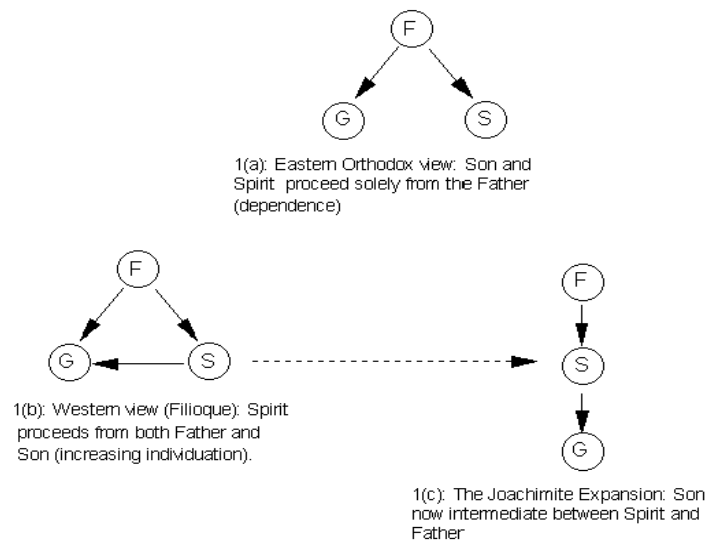 F
G S
1(a): Eastern Orthodox view: Son and
Spirit proceed solely from the Father
(dependence)
F
G S
1(b): Western view (Filioque): Spirit
proceeds from both Father and
Son (increasing individuation).
F
S
G
1(c): The Joachimite Expansion: Son
now intermediate between Spirit and
Father